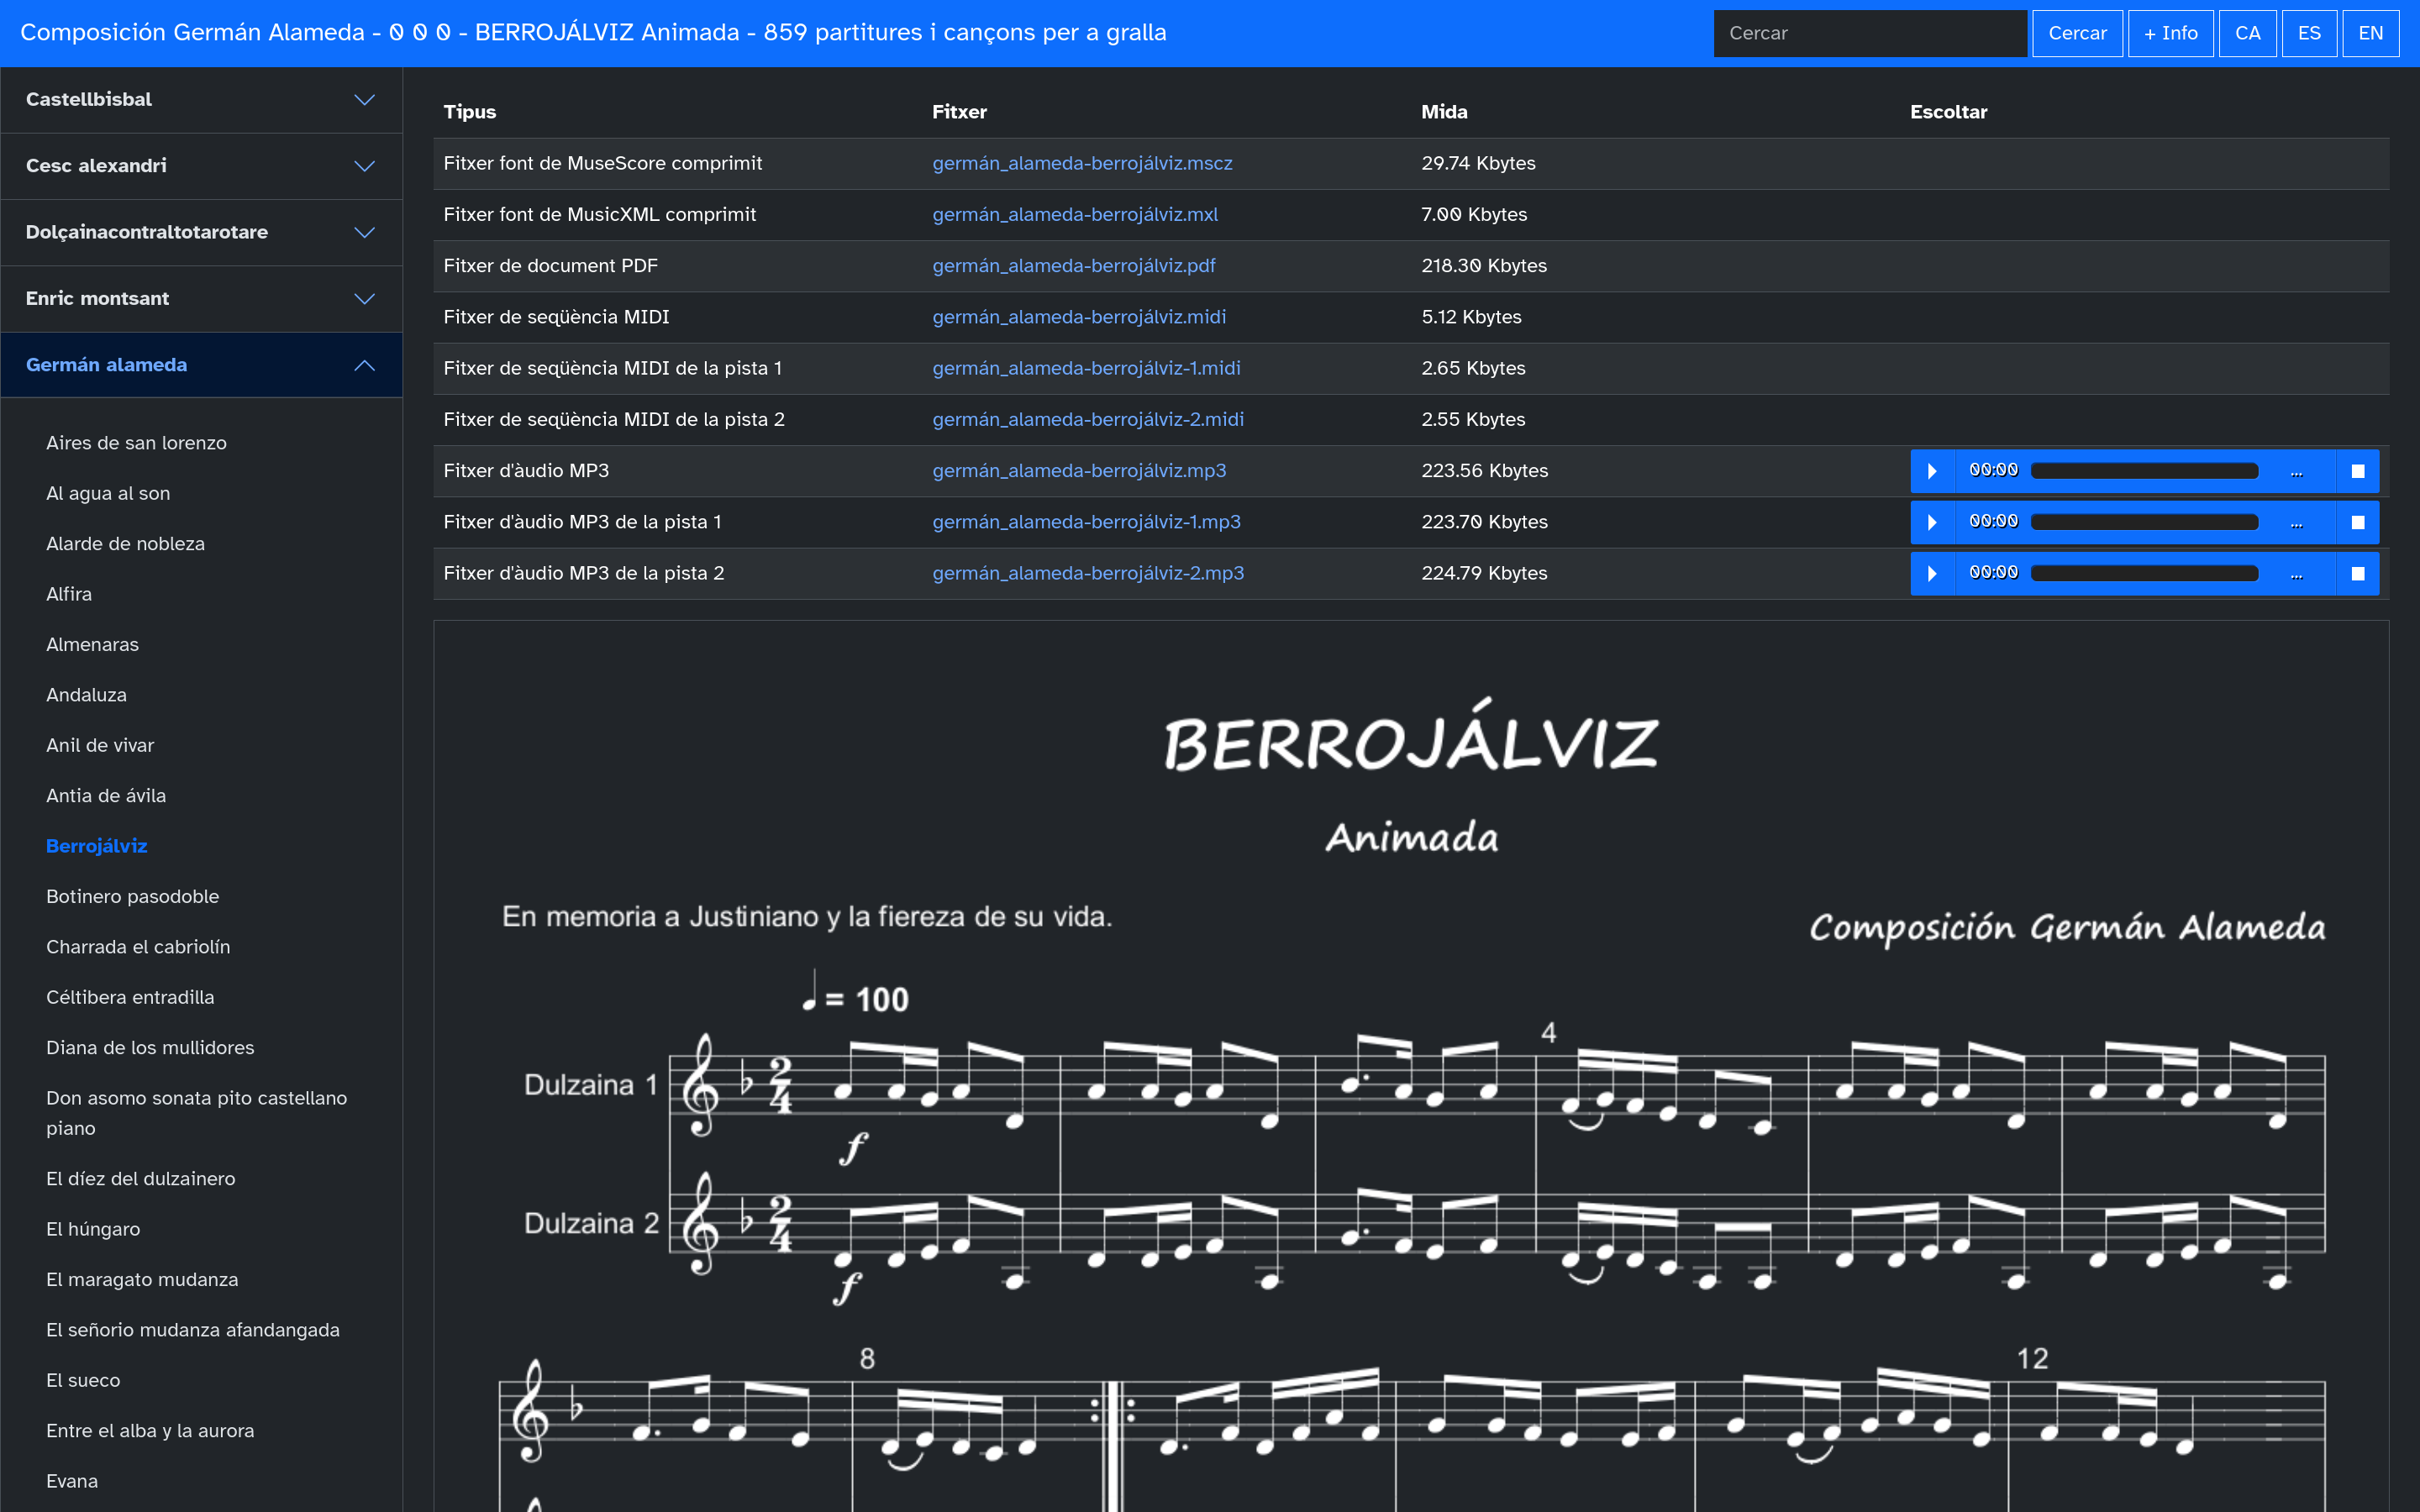 Composición Germán Alameda - 0 0 0 - BERROJÁLVIZ Animada - 859 partitures i cançons per a gralla
Cercar
Cercar
+ Info
CA
ES
EN
Castellbisbal
Cesc alexandri
Dolçainacontraltotarotare
Enric montsant
Germán alameda
Aires de san lorenzo
Al agua al son
Alarde de nobleza
Alfira
Almenaras
Andaluza
Anil de vivar
Antia de ávila
Berrojálviz
Botinero pasodoble
Charrada el cabriolín
Céltibera entradilla
Diana de los mullidores
Don asomo sonata pito castellano
piano
El díez del dulzainero
El húngaro
El maragato mudanza
El señorio mudanza afandangada
El sueco
Entre el alba y la aurora
Evana
Tipus Fitxer Mida Escoltar
Fitxer font de MuseScore comprimit germán_alameda-berrojálviz.mscz 29.74 Kbytes
Fitxer font de MusicXML comprimit germán_alameda-berrojálviz.mxl 7.00 Kbytes
Fitxer de document PDF germán_alameda-berrojálviz.pdf 218.30 Kbytes
Fitxer de seqüència MIDI germán_alameda-berrojálviz.midi 5.12 Kbytes
Fitxer de seqüència MIDI de la pista 1 germán_alameda-berrojálviz-1.midi 2.65 Kbytes
Fitxer de seqüència MIDI de la pista 2 germán_alameda-berrojálviz-2.midi 2.55 Kbytes
Fitxer d'àudio MP3 germán_alameda-berrojálviz.mp3 223.56 Kbytes 00:00 ...
Fitxer d'àudio MP3 de la pista 1 germán_alameda-berrojálviz-1.mp3 223.70 Kbytes 00:00 ...
Fitxer d'àudio MP3 de la pista 2 germán_alameda-berrojálviz-2.mp3 224.79 Kbytes 00:00 ...
BERROJÁLVIZ
Animada
En memoria a Justiniano y la fiereza de su vida.
Composición Germán Alameda
= 100
4
Dulzaina 1
2
4
f
Dulzaina 2
2
4
f
8
12